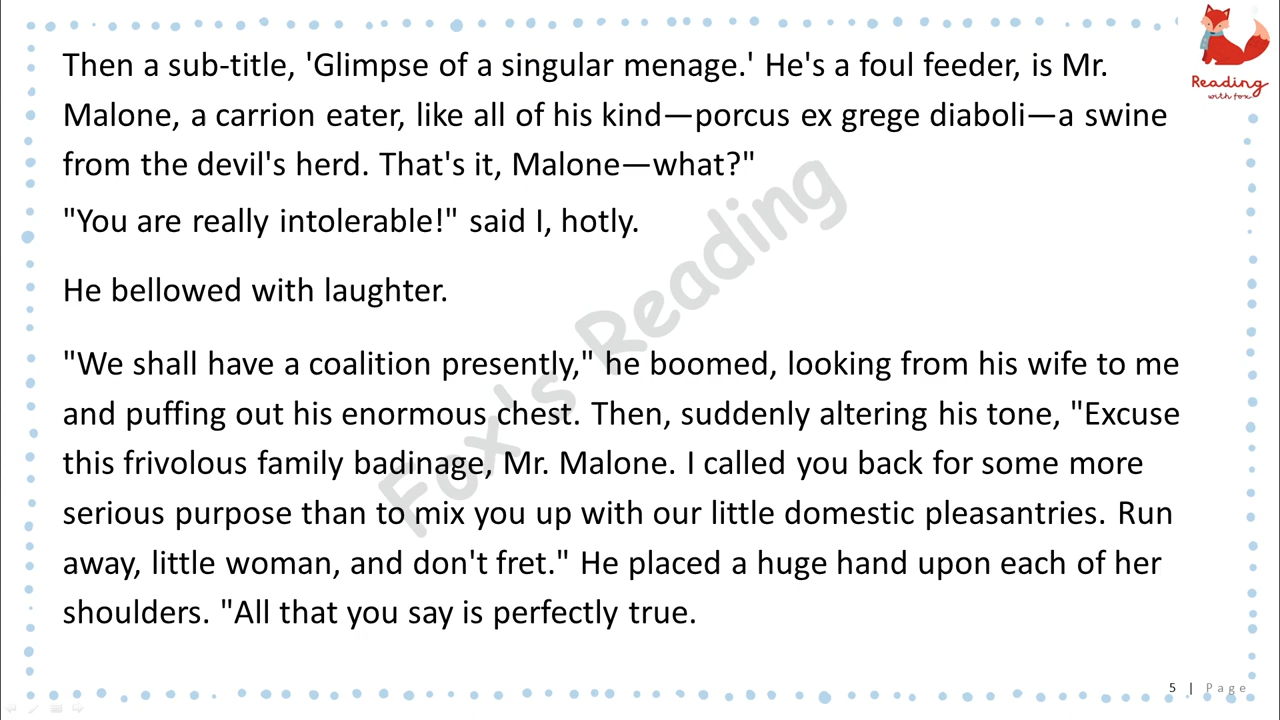 Reading
with fox
Then a sub-title, 'Glimpse of a singular menage.' He's a foul feeder, is Mr.
Malone, a carrion eater, like all of his kind—porcus ex grege diaboli—a swine
from the devil's herd. That's it, Malone—what?"
"You are really intolerable!" said I, hotly.
He bellowed with laughter.
"We shall have a coalition presently," he boomed, looking from his wife to me
and puffing out his enormous chest. Then, suddenly altering his tone, "Excuse
this frivolous family badinage, Mr. Malone. I called you back for some more
serious purpose than to mix you up with our little domestic pleasantries. Run
away, little woman, and don't fret." He placed a huge hand upon each of her
shoulders. "All that you say is perfectly true.
Fox's Reading
5 | Page